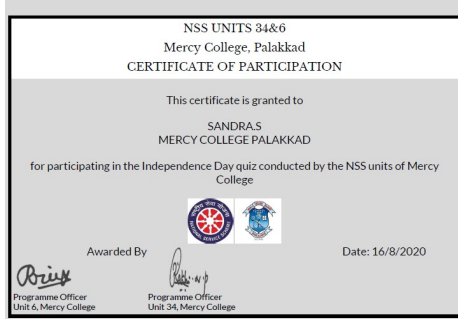 NSS UNITS 34&6
Mercy College, Palakkad
CERTIFICATE OF PARTICIPATION
This certificate is granted to
SANDRA.S
MERCY COLLEGE PALAKKAD
for participating in the Independence Day quiz conducted by the NSS units of Mercy
College
Awarded By
Date: 16/8/2020
Programme Officer
Unit 6, Mercy College
Programme Officer
Unit 34, Mercy College